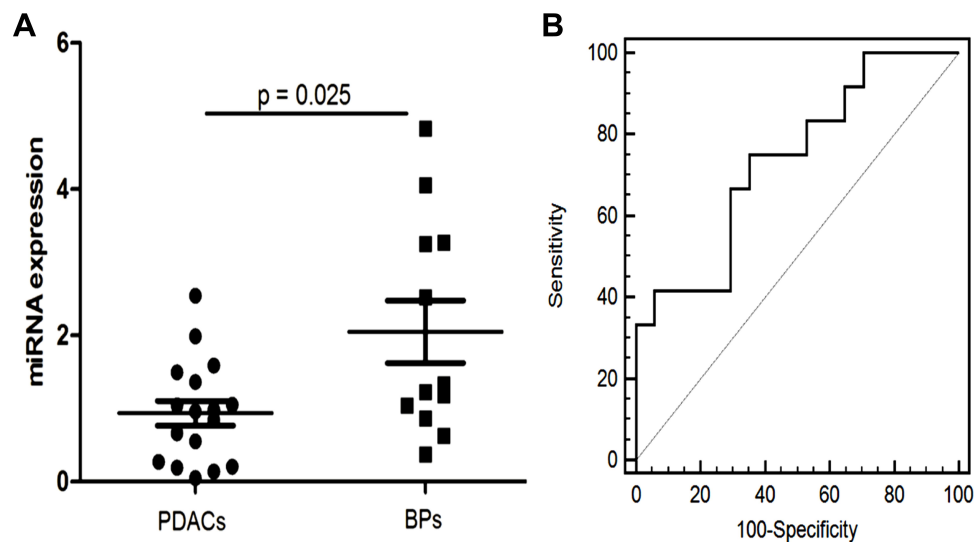 A
B
6
4
2
0
miRNA expression
p = 0.025
PDACs
BPs
100
80
60
40
20
0
Sensitivity
0 20 40 60 80 100
100-Specificity